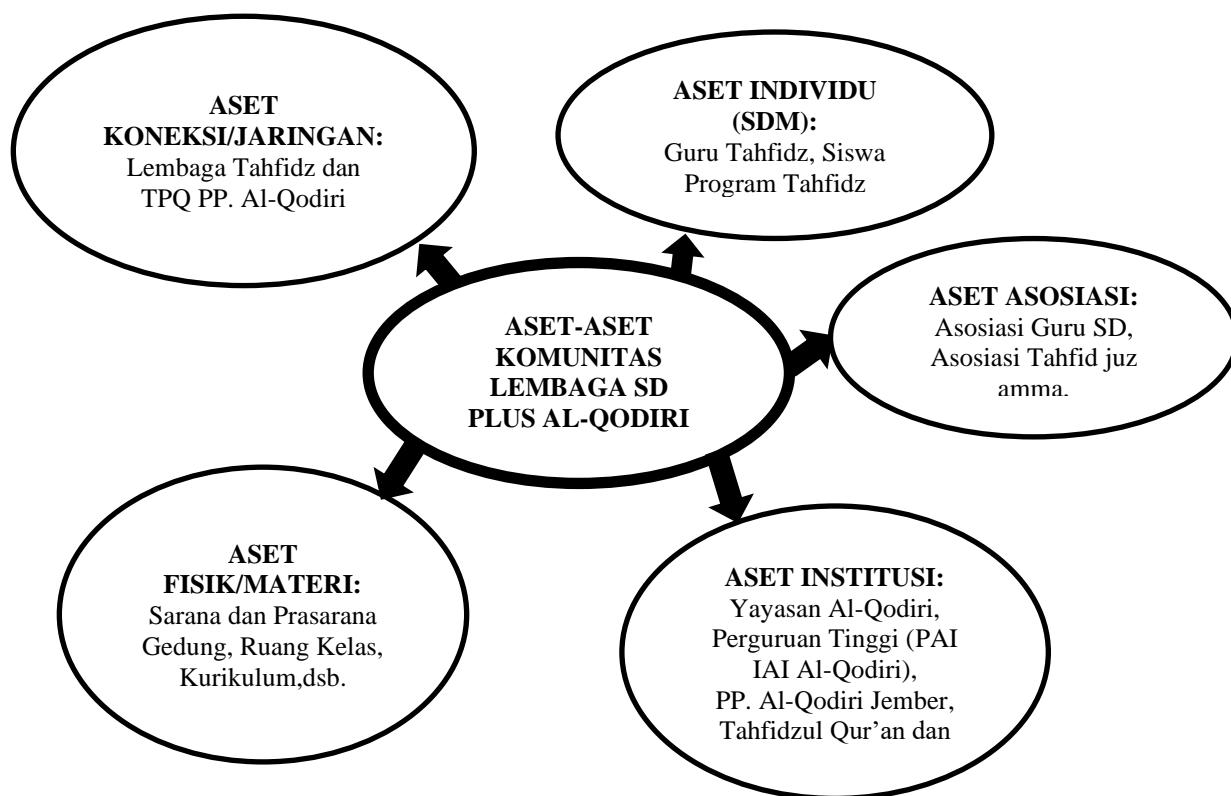 ASET
KONEKSI/JARINGAN:
Lembaga Tahfidz dan
TPQ PP. Al-Qodiri
ASET INDIVIDU
(SDM):
Guru Tahfidz, Siswa
Program Tahfidz
ASET ASOSIASI:
Asosiasi Guru SD,
Asosiasi Tahfid juz
amma.
ASET-ASET
KOMUNITAS
LEMBAGA SD
PLUS AL-QODIRI
ASET
FISIK/MATERI:
Sarana dan Prasarana
Gedung, Ruang Kelas,
Kurikulum,dsb.
ASET INSTITUSI:
Yayasan Al-Qodiri,
Perguruan Tinggi (PAI
IAI Al-Qodiri),
PP. Al-Qodiri Jember,
Tahfidzul Qur’an dan